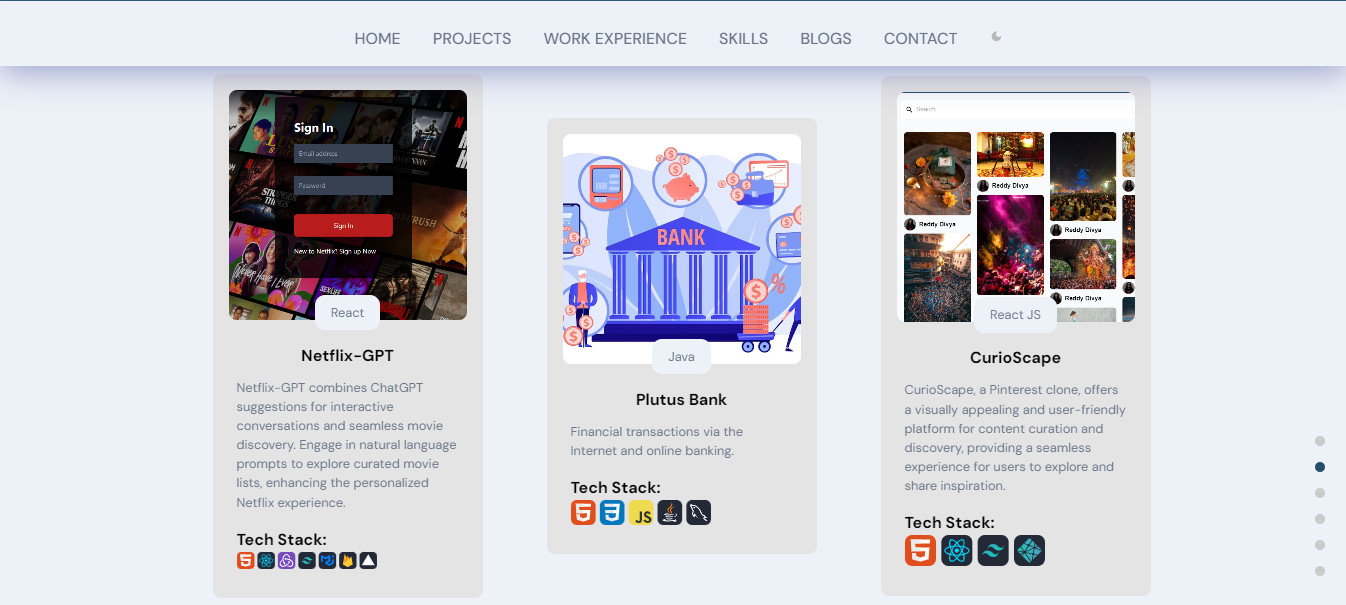 HOME PROJECTS WORK EXPERIENCE SKILLS BLOGS CONTACT
Sign In
Email address
Password
Sign In
New to Netflix? Sign up Now
React
Netflix-GPT
Netflix-GPT combines ChatGPT
suggestions for interactive
conversations and seamless movie
discovery. Engage in natural language
prompts to explore curated movie
lists, enhancing the personalized
Netflix experience.
Tech Stack:
BANK
Java
Plutus Bank
Financial transactions via the
Internet and online banking.
Tech Stack:
JS
Search
Reddy Divya
Reddy Divya
Reddy Divya
Reddy Divya
React JS
CurioScape
CurioScape, a Pinterest clone, offers
a visually appealing and user-friendly
platform for content curation and
discovery, providing a seamless
experience for users to explore and
share inspiration.
Tech Stack: